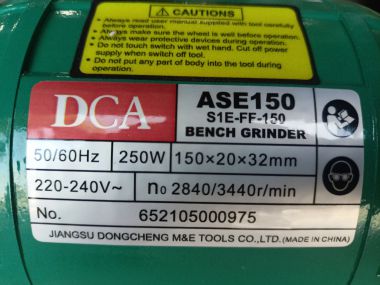 CAUTIONS
Always read user manual supplied with tool carefully
before operation.
Always make sure the wheel is well before operation.
Always wear protective devices during operation.
Do not touch switch with wet hand. Cut off power
supply when switch off tool.
Do not put any part of body into the tool during
operation.
DCA
ASE150
S1E-FF-150
BENCH GRINDER
50/60Hz 250W 150×20×32mm
220-240V~ n₀ 2840/3440r/min
No. 652105000975
JIANGSU DONGCHENG M&E TOOLS CO.,LTD.(MADE IN CHINA)